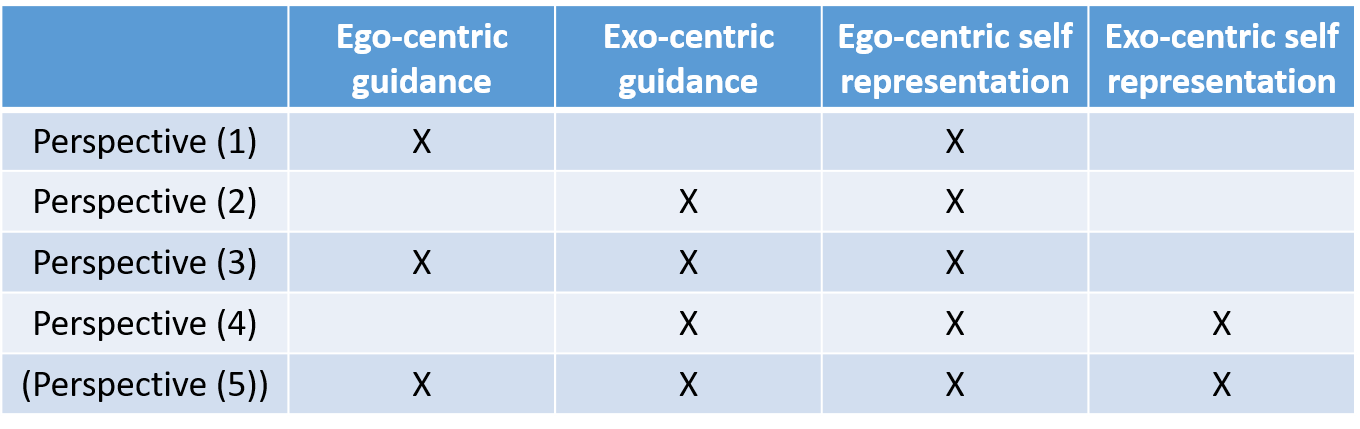 Ego-centric guidance Exo-centric guidance Ego-centric self representation Exo-centric self representation
Perspective (1) X X
Perspective (2) X X
Perspective (3) X X X
Perspective (4) X X X
(Perspective (5)) X X X X